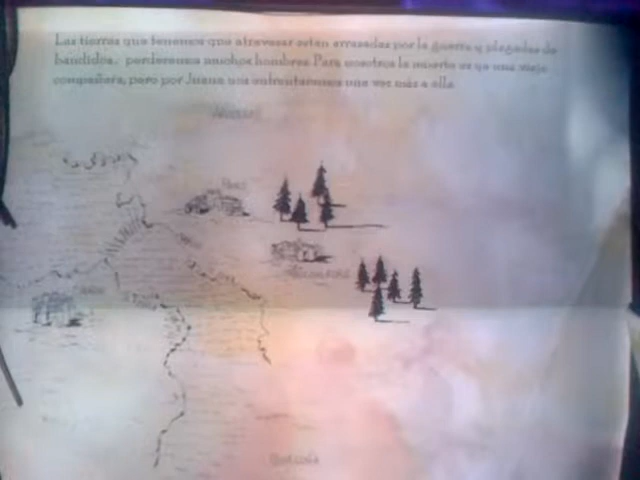 Las tierras que tenemos que atravesar estan arrasadas por la guerra y plagadas de
bandidos, perderemos muchos hombres. Para nosotros la muerte es ya una vieja
compañera, pero por Juana nos enfrentaremos una vez más a ella